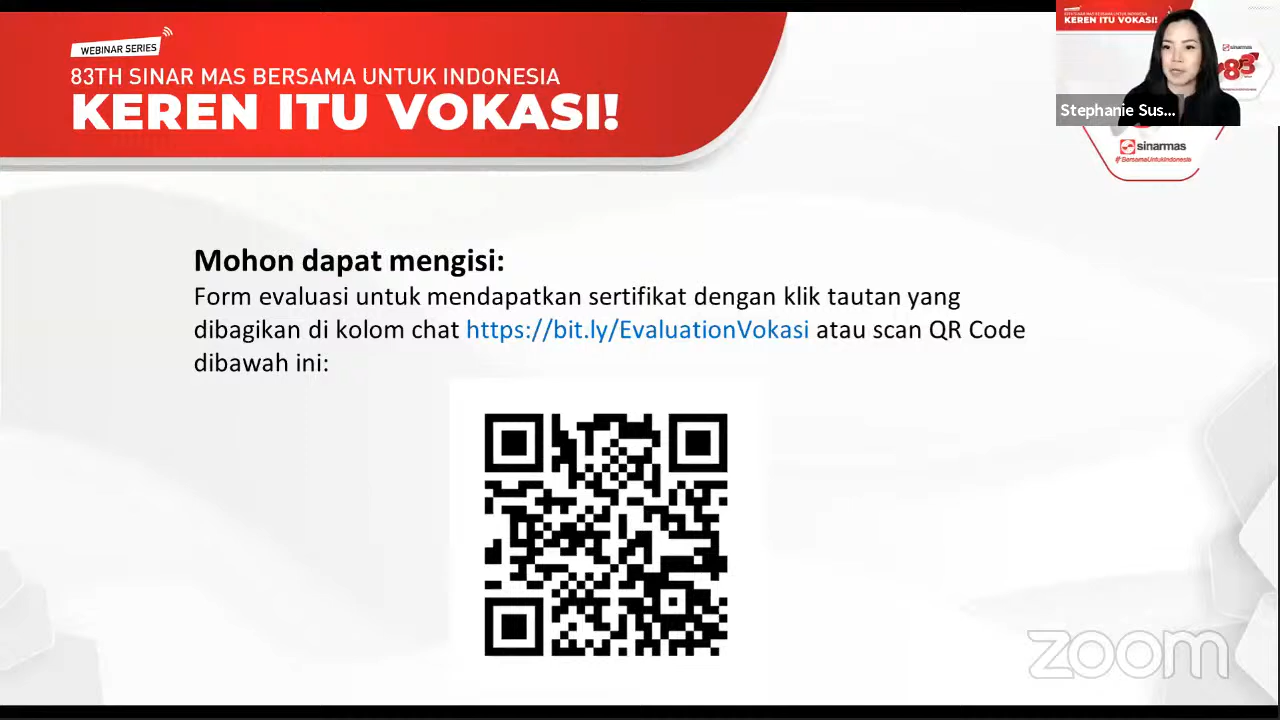 WEBINAR SERIES
83TH SINAR MAS BERSAMA UNTUK INDONESIA
KEREN ITU VOKASI!
KEREN ITU VOKASI!
sinarmas
83
Stephanie Sus...
sinarmas
#BersamaUntukIndonesia
Mohon dapat mengisi:
Form evaluasi untuk mendapatkan sertifikat dengan klik tautan yang
dibagikan di kolom chat https://bit.ly/EvaluationVokasi atau scan QR Code
dibawah ini:
zoom